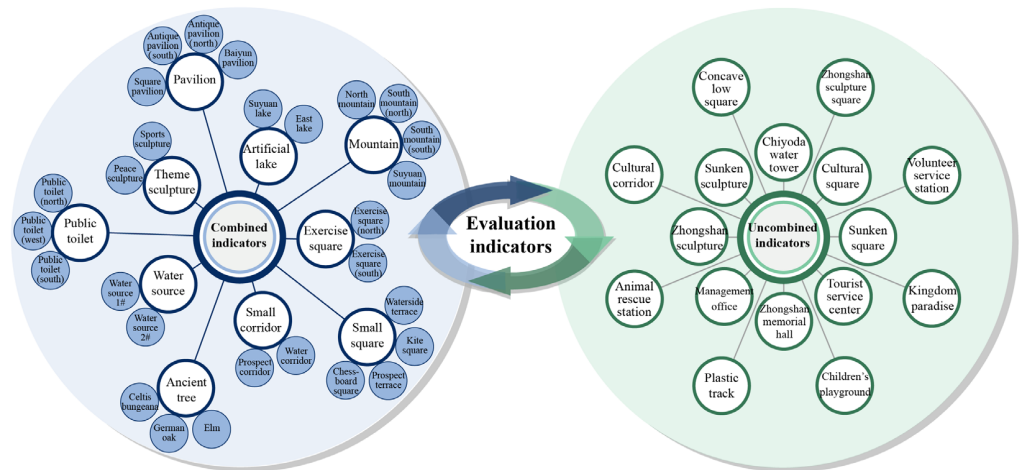 Antique
pavilion
(south)
Antique
pavilion
(north)
Baiyun
pavilion
Square
pavilion
Pavilion
Suyuan
lake
East
lake
Artificial
lake
North
mountain
South
mountain
(north)
South
mountain
(south)
Suyuan
mountain
Mountain
Sports
sculpture
Peace
sculpture
Theme
sculpture
Public
toilet
(north)
Public
toilet
(west)
Public
toilet
(south)
Public
toilet
Combined
indicators
Exercise
square
Exercise
square
(north)
Exercise
square
(south)
Water
source
Water
source
1#
Water
source
2#
Small
corridor
Prospect
corridor
Water
corridor
Small
square
Waterside
terrace
Kite
square
Prospect
terrace
Chess-
board
square
Ancient
tree
Celtis
bungeana
German
oak
Elm
Evaluation
indicators
Concave
low
square
Zhongshan
sculpture
square
Chiyoda
water
tower
Cultural
corridor
Sunken
sculpture
Cultural
square
Volunteer
service
station
Zhongshan
sculpture
Uncombined
indicators
Sunken
square
Animal
rescue
station
Management
office
Zhongshan
memorial
hall
Tourist
service
center
Kingdom
paradise
Plastic
track
Children's
playground